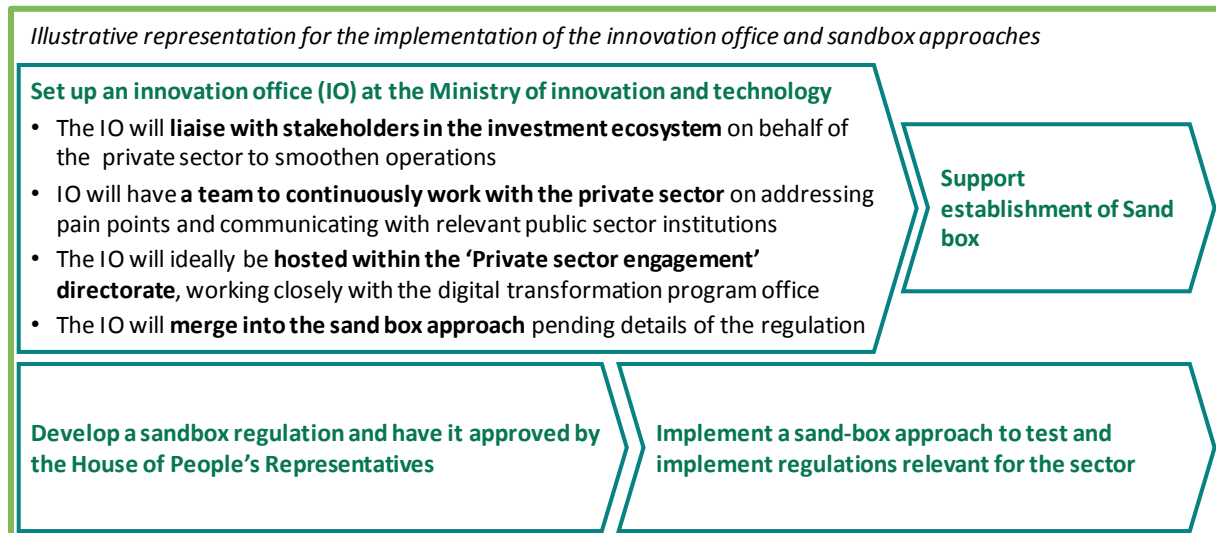 Illustrative representation for the implementation of the innovation office and sandbox approaches
Set up an innovation office (IO) at the Ministry of innovation and technology
• The IO will liaise with stakeholders in the investment ecosystem on behalf of
the private sector to smoothen operations
• IO will have a team to continuously work with the private sector on addressing
pain points and communicating with relevant public sector institutions
• The IO will ideally be hosted within the ‘Private sector engagement’
directorate, working closely with the digital transformation program office
• The IO will merge into the sand box approach pending details of the regulation
Support
establishment of Sand
box
Develop a sandbox regulation and have it approved by
the House of People’s Representatives
Implement a sand-box approach to test and
implement regulations relevant for the sector